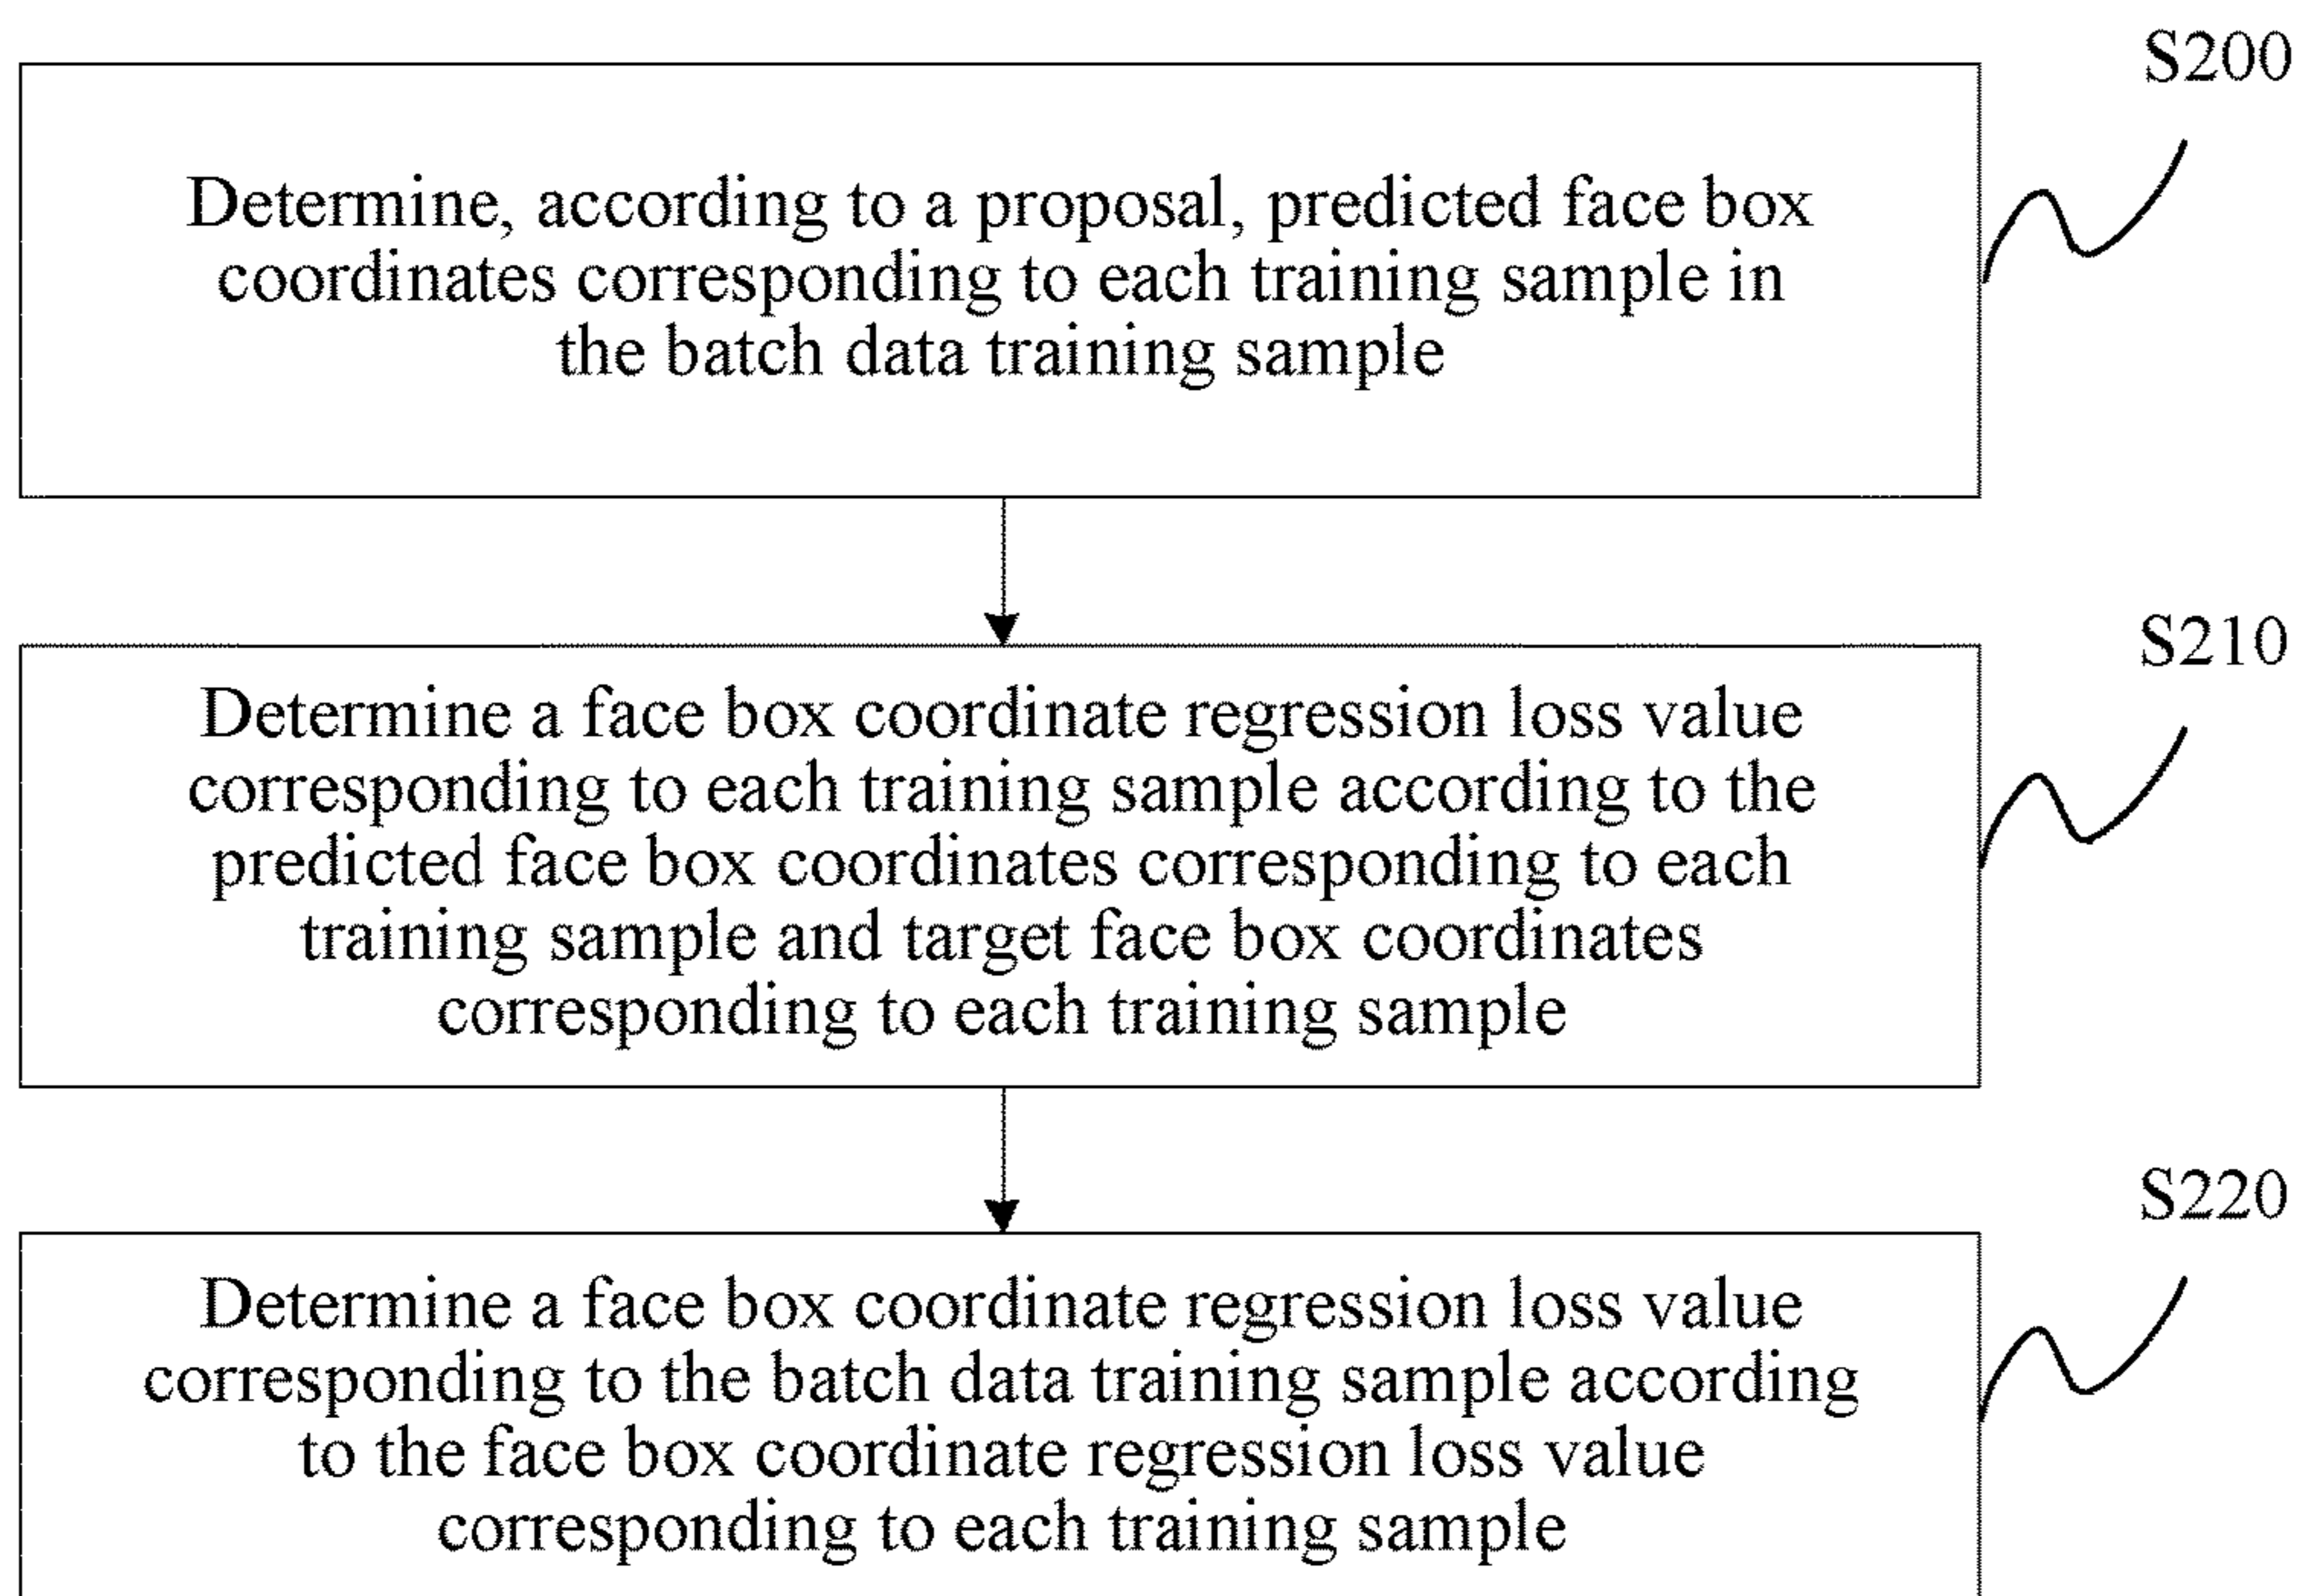 S200
Determine, according to a proposal, predicted face box
coordinates corresponding to each training sample in
the batch data training sample
S210
Determine a face box coordinate regression loss value
corresponding to each training sample according to the
predicted face box coordinates corresponding to each
training sample and target face box coordinates
corresponding to each training sample
S220
Determine a face box coordinate regression loss value
corresponding to the batch data training sample according
to the face box coordinate regression loss value
corresponding to each training sample